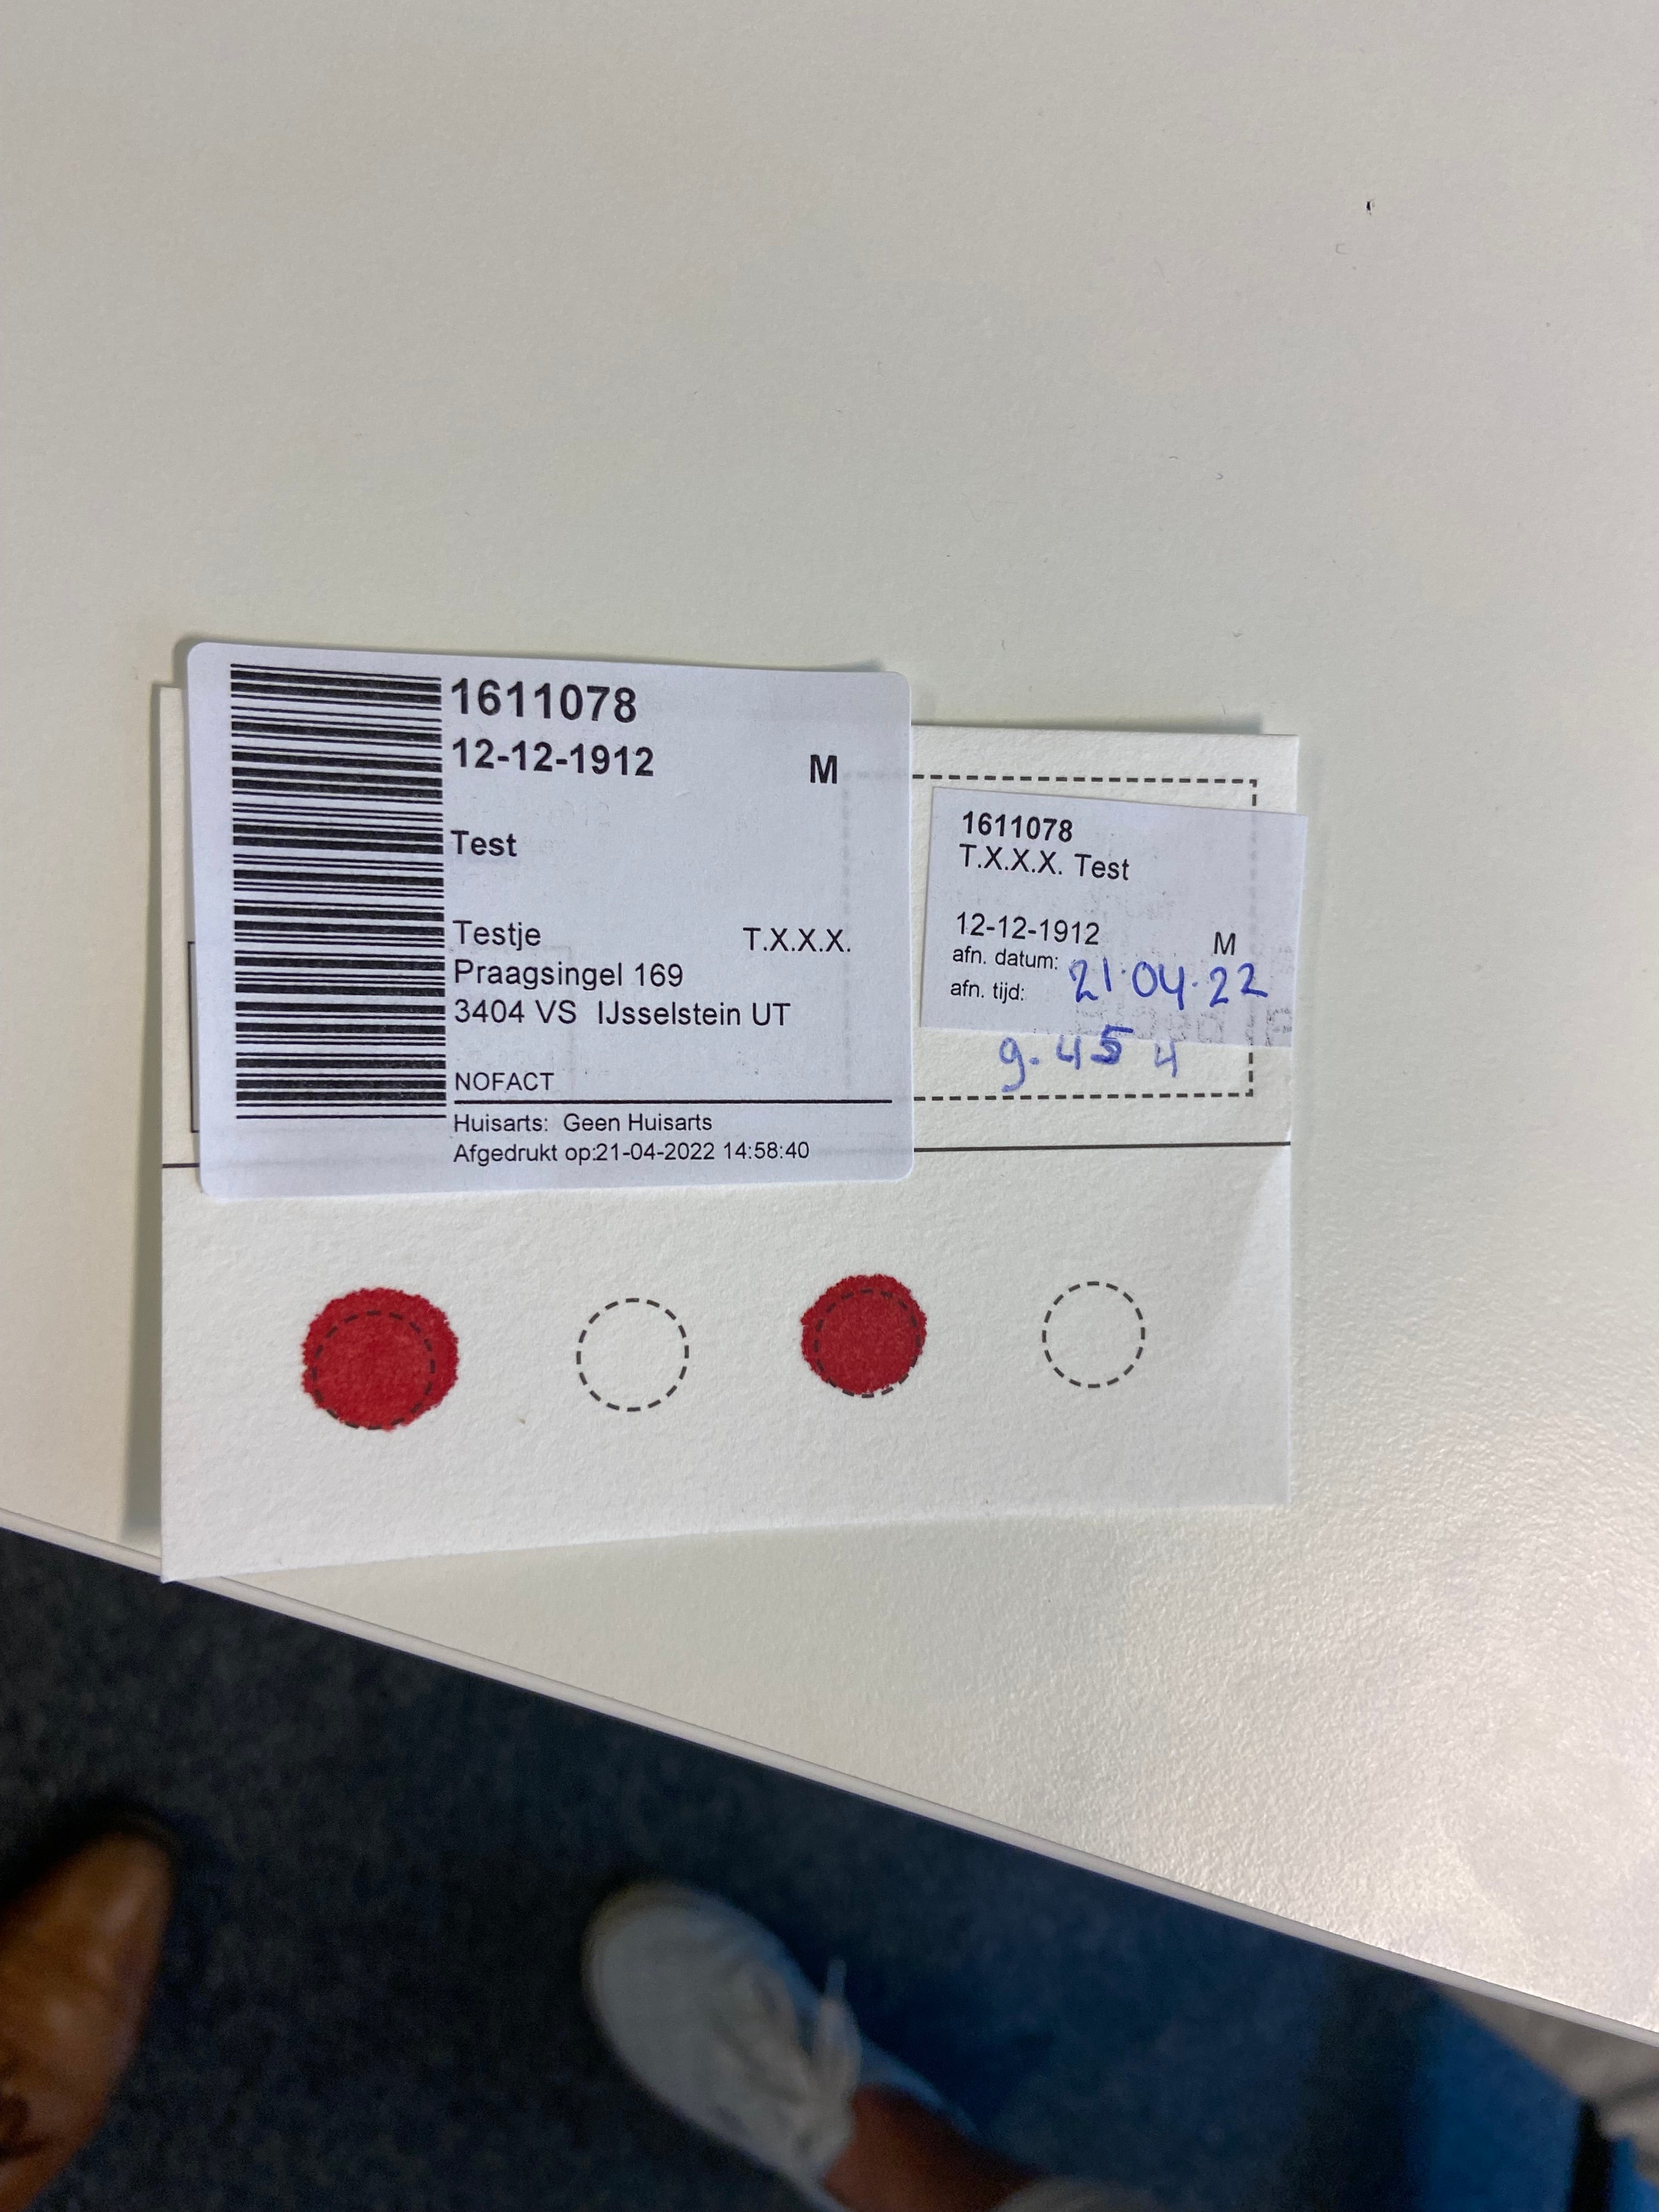 1611078
12-12-1912 M
Test
Testje T.X.X.X.
Praagsingel 169
3404 VS IJsselstein UT
NOFACT
Huisarts: Geen Huisarts
Afgedrukt op:21-04-2022 14:58:40
1611078
T.X.X.X. Test
12-12-1912 M
afn. datum: 21.04.22
afn. tijd:
9.45 4